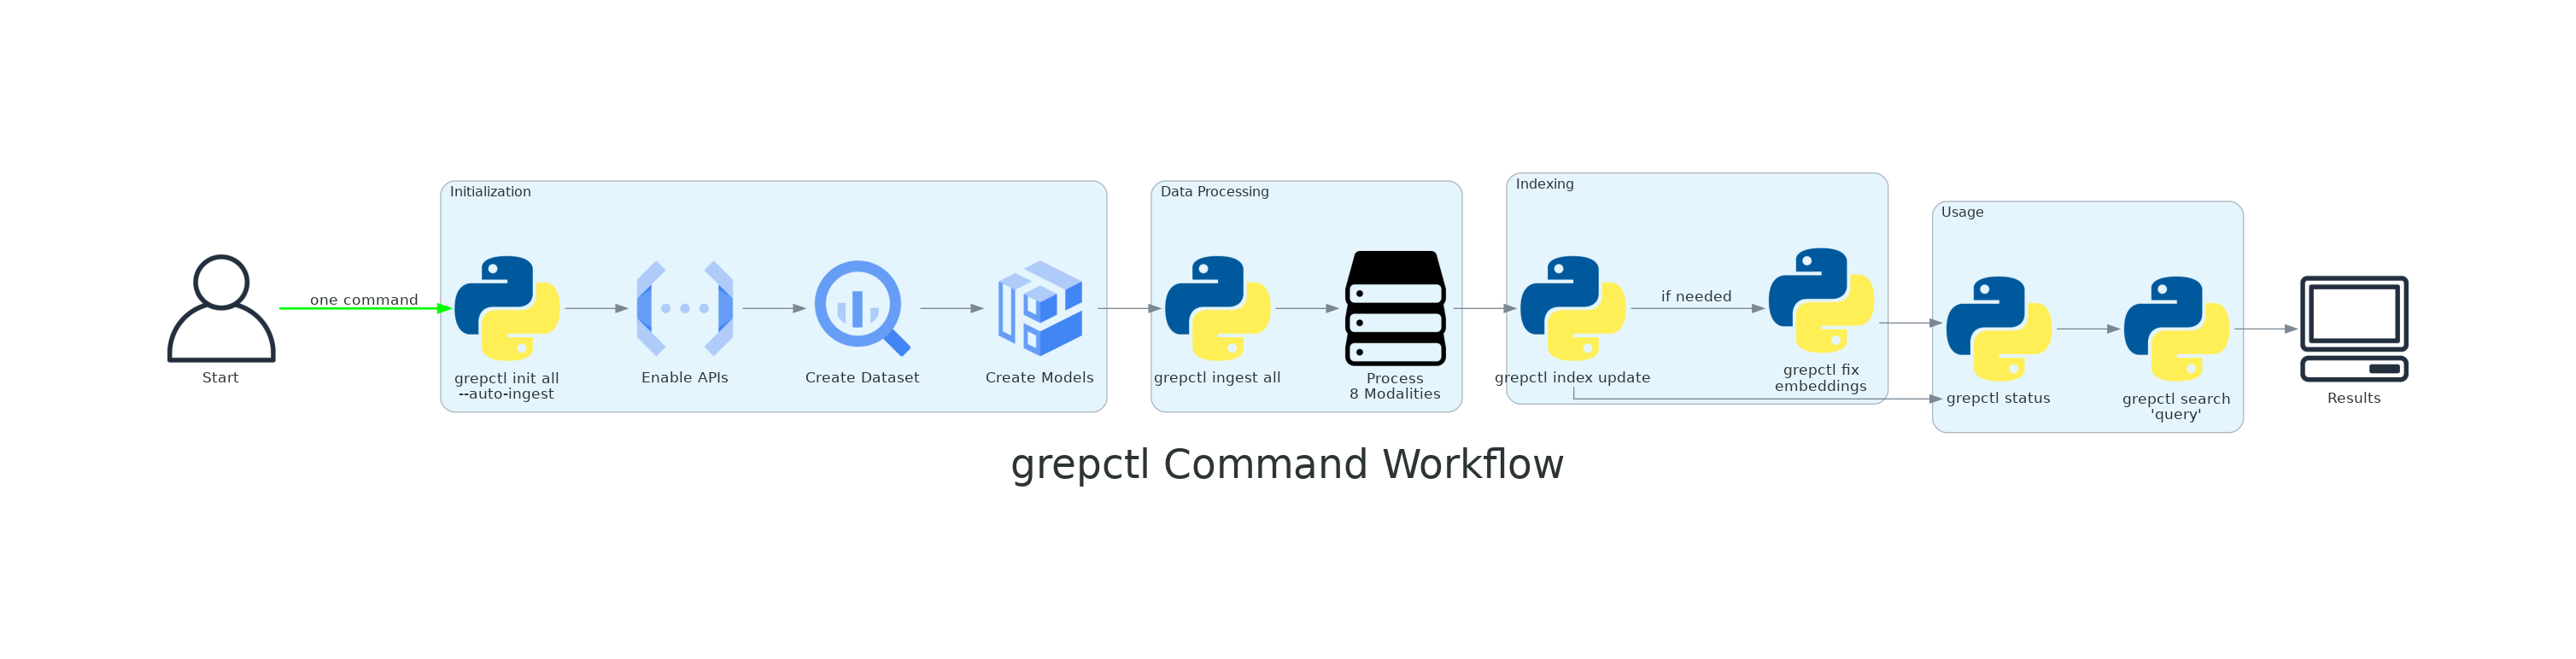 Initialization
Data Processing
Indexing
Usage
one command
if needed
Start
grepctl init all
--auto-ingest
Enable APIs
Create Dataset
Create Models
grepctl ingest all
Process
8 Modalities
grepctl index update
grepctl fix
embeddings
grepctl status
grepctl search
'query'
Results
grepctl Command Workflow